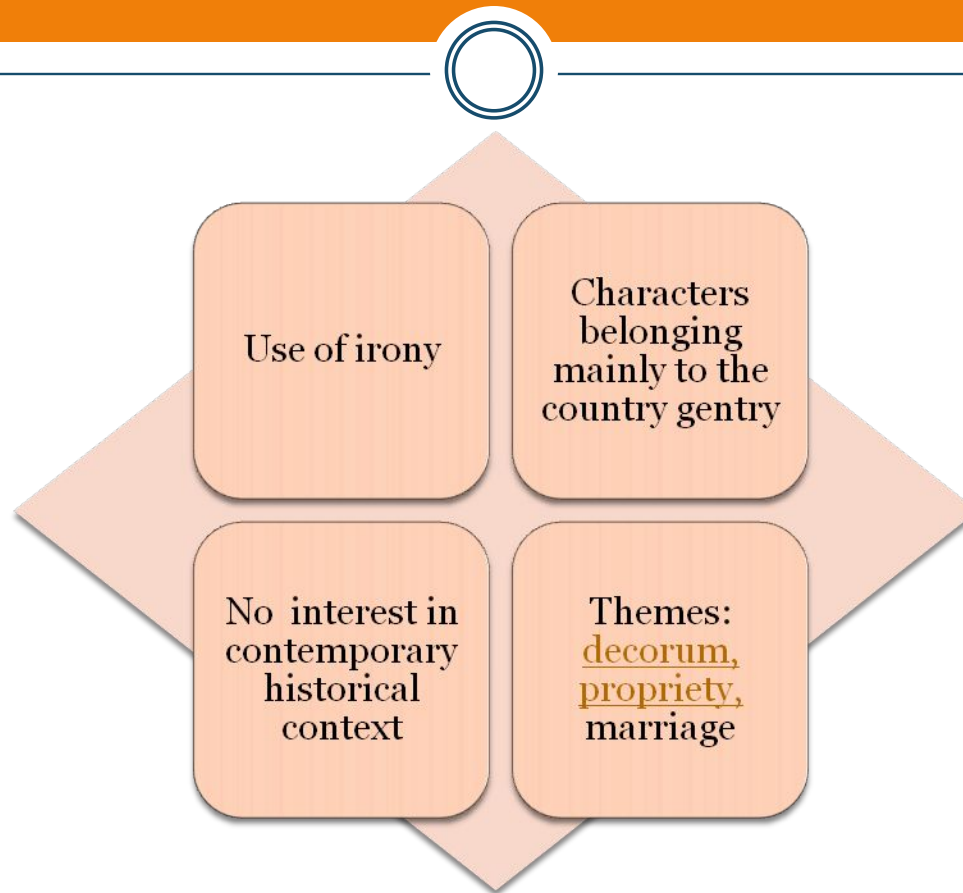 Use of irony
Characters
belonging
mainly to the
country gentry
No interest in
contemporary
historical
context
Themes:
decorum,
propriety,
marriage